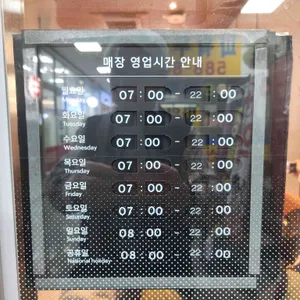 매장 영업시간 안내
월요일 07 : 00 - 22 : 00
Monday
화요일 07 : 00 - 22 : 00
Tuesday
수요일 07 : 00 - 22 : 00
Wednesday
목요일 07 : 00 - 22 : 00
Thursday
금요일 07 : 00 - 22 : 00
Friday
토요일 07 : 00 - 22 : 00
Saturday
일요일 08 : 00 - 22 : 00
Sunday
공휴일 08 : 00 - 22 : 00
National holiday